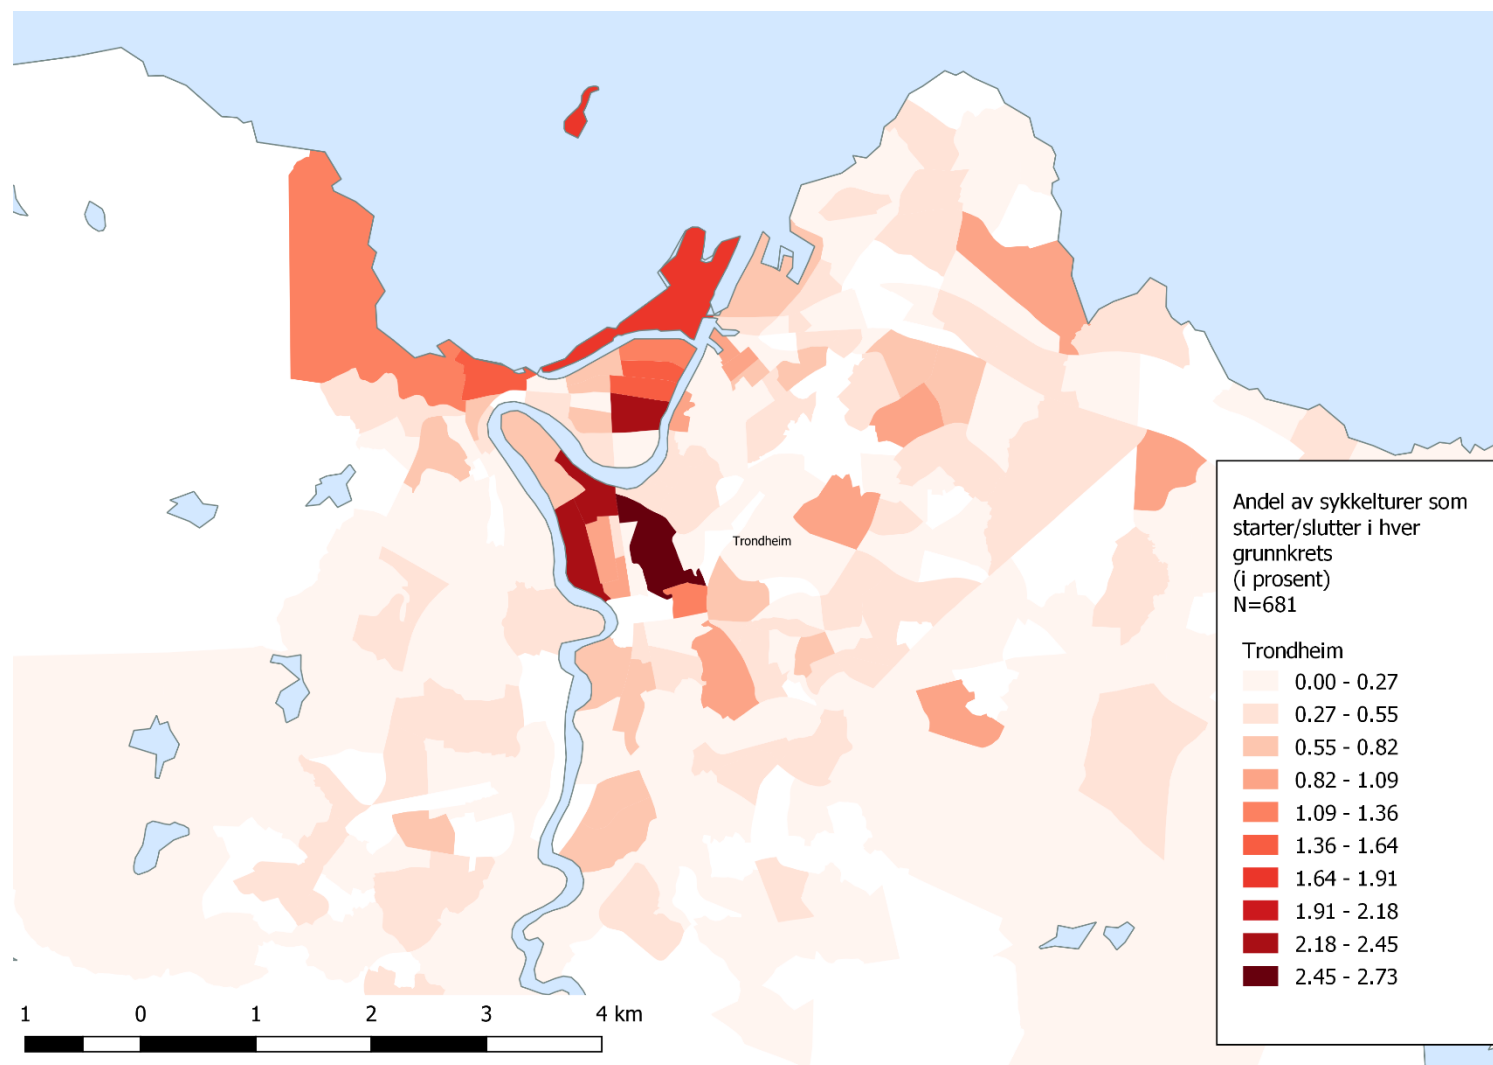 Trondheim
Andel av sykkelturer som
starter/slutter i hver
grunnkrets
(i prosent)
N=681
Trondheim
0.00 - 0.27
0.27 - 0.55
0.55 - 0.82
0.82 - 1.09
1.09 - 1.36
1.36 - 1.64
1.64 - 1.91
1.91 - 2.18
2.18 - 2.45
2.45 - 2.73
1 0 1 2 3 4 km